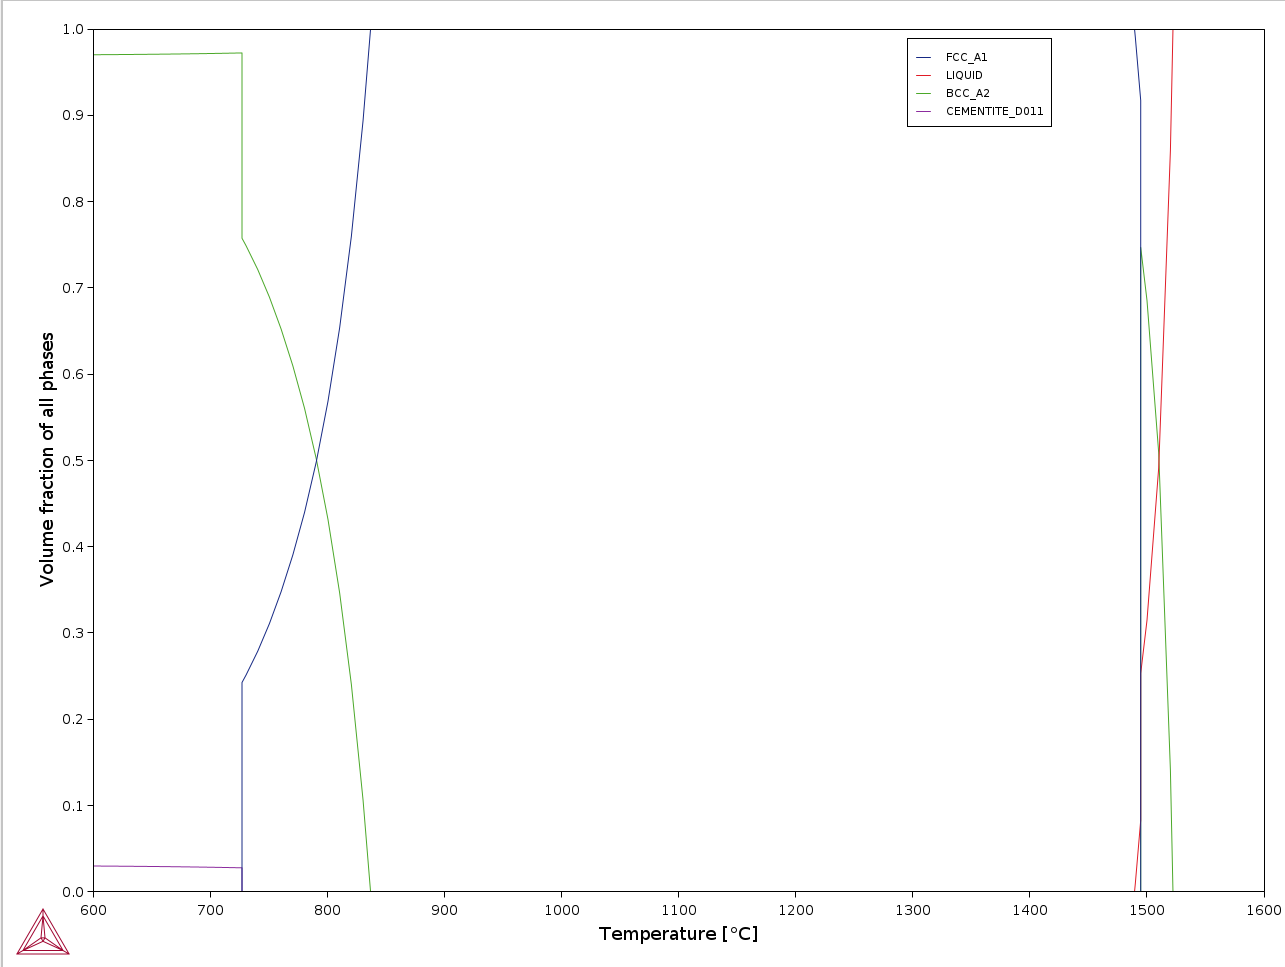 1.0
0.9
0.8
0.7
0.6
0.5
0.4
0.3
0.2
0.1
0.0
Volume fraction of all phases
FCC_A1
LIQUID
BCC_A2
CEMENTITE_D011
600 700 800 900 1000 1100 1200 1300 1400 1500 1600
Temperature [°C]